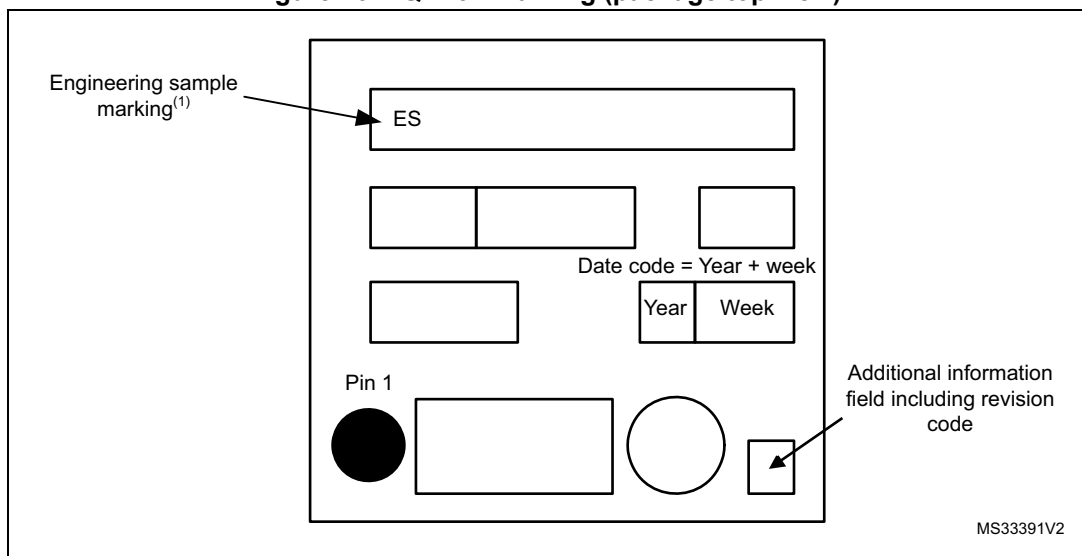 Engineering sample
marking(1)
ES
Date code = Year + week
Year Week
Pin 1
Additional information
field including revision
code
MS33391V2